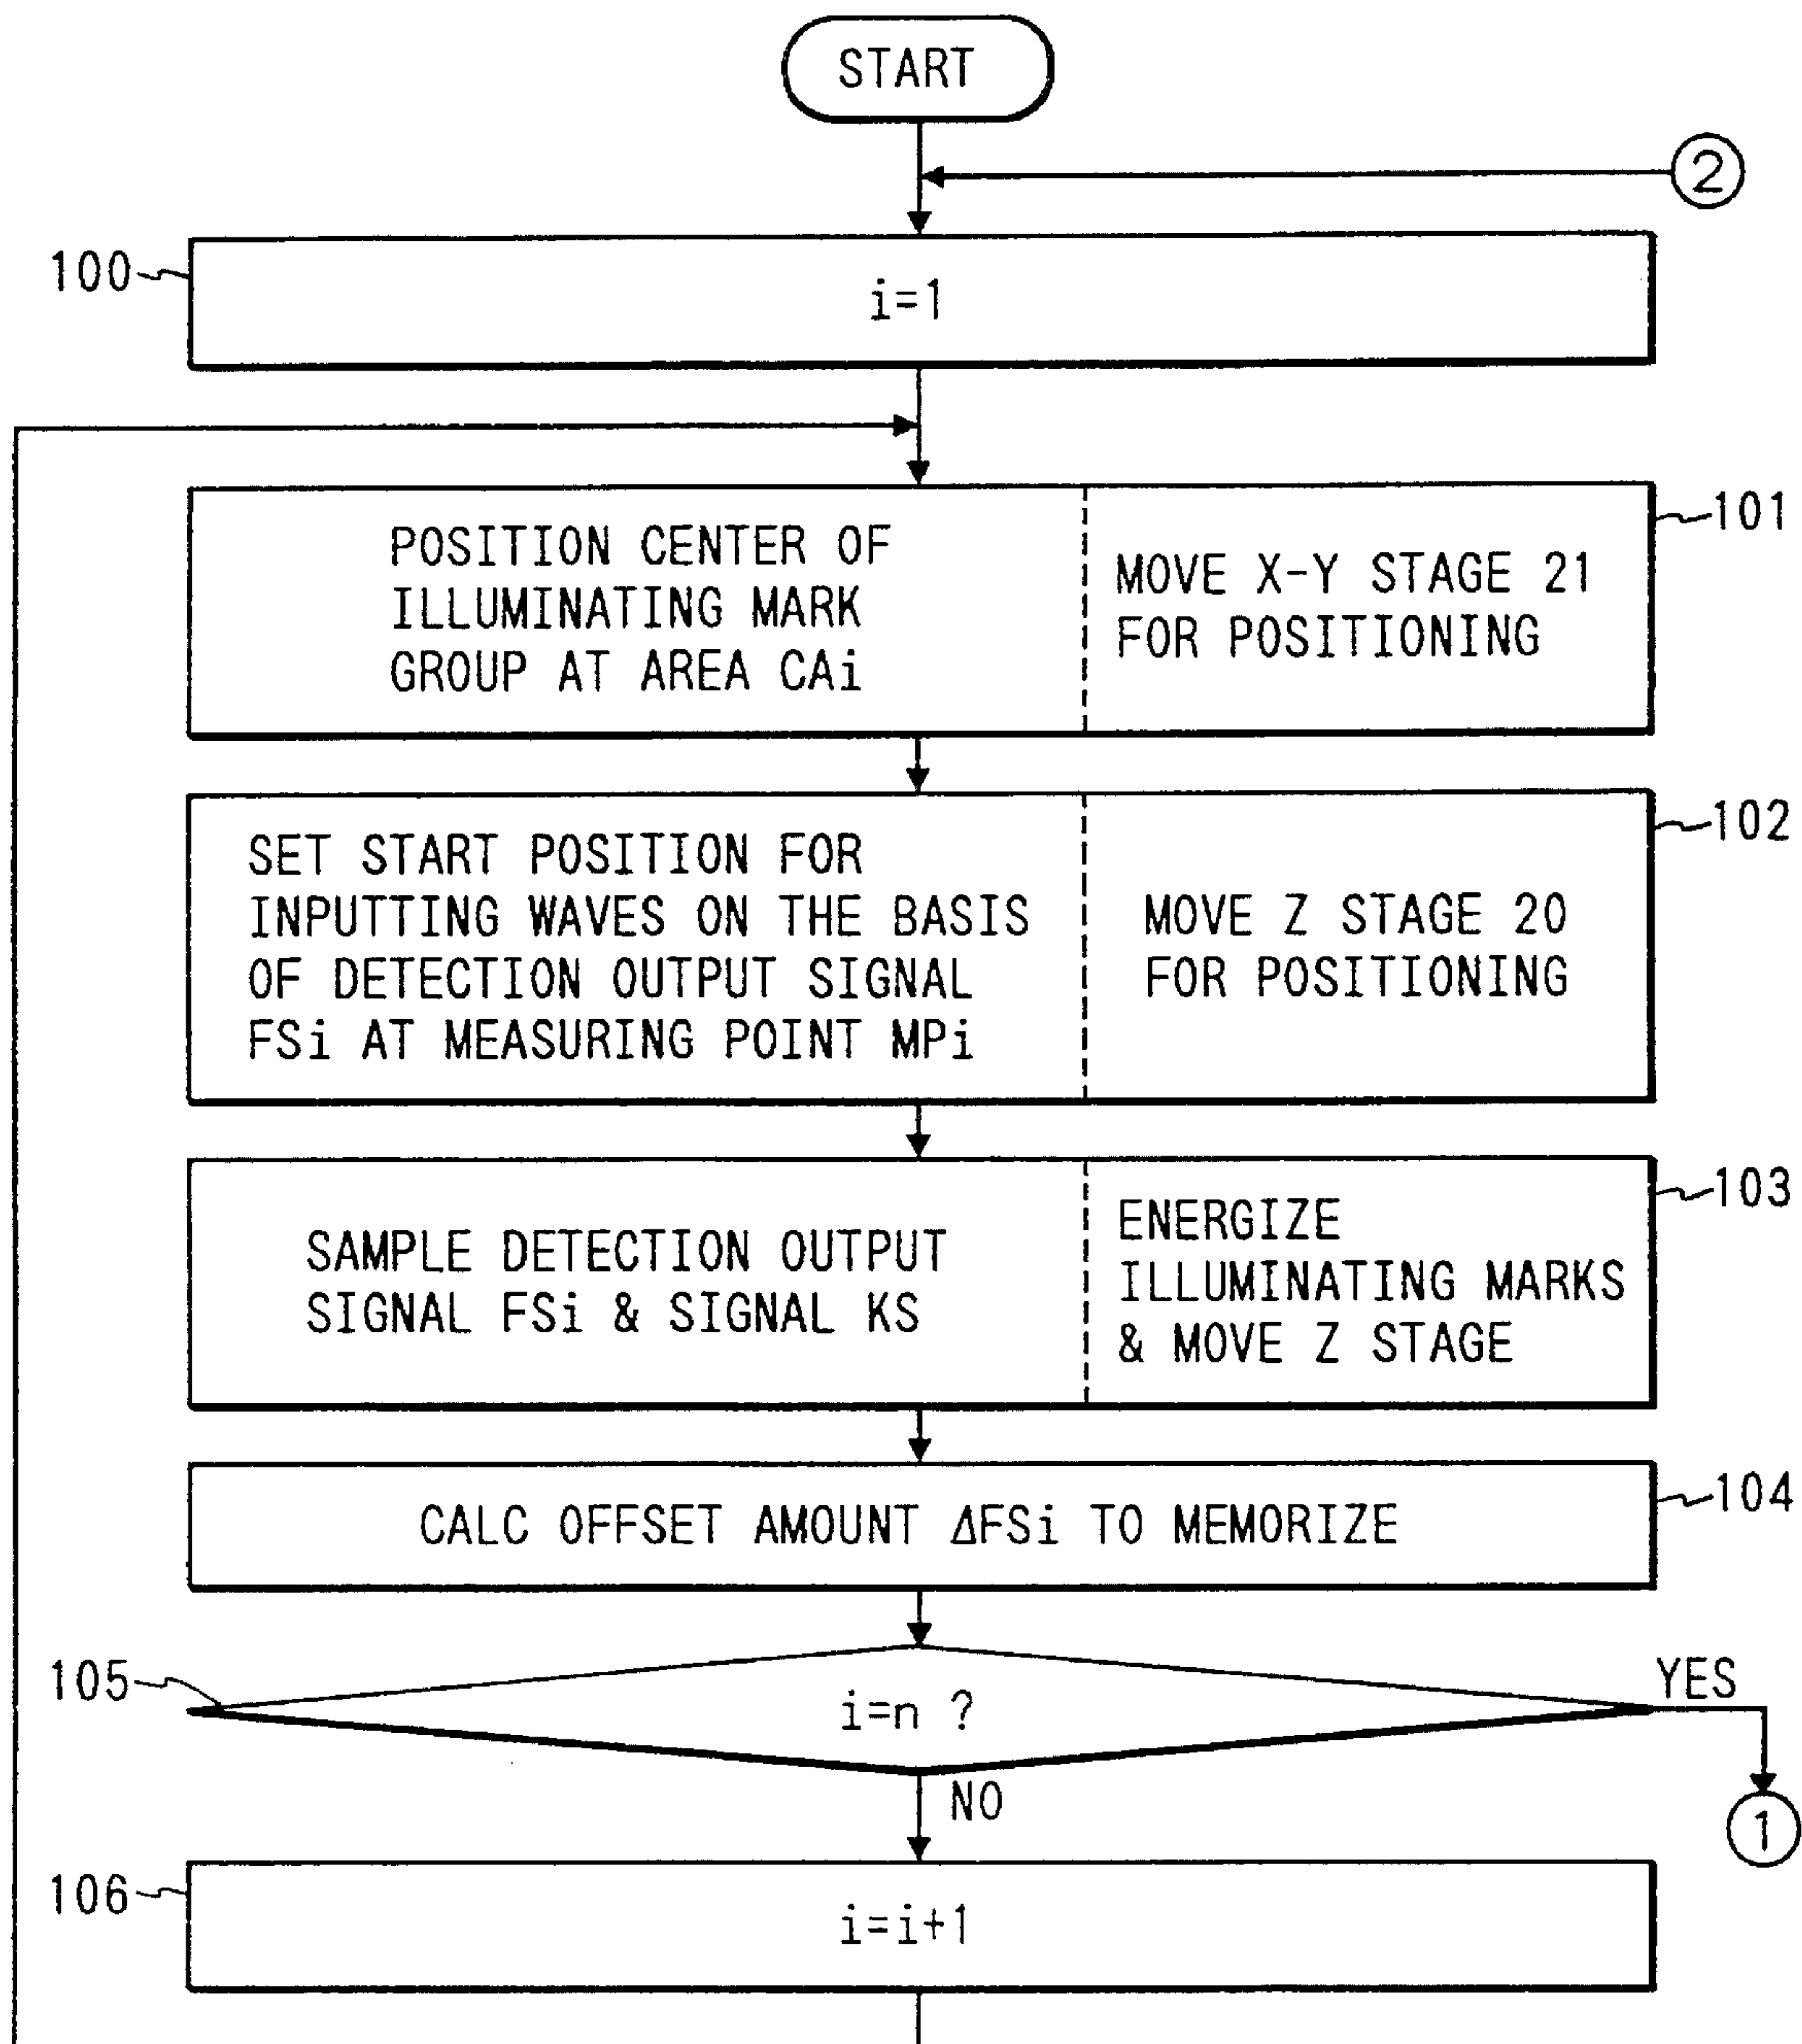 START
2
100
i=1
POSITION CENTER OF
ILLUMINATING MARK
GROUP AT AREA CAi
MOVE X-Y STAGE 21
FOR POSITIONING
101
SET START POSITION FOR
INPUTTING WAVES ON THE BASIS
OF DETECTION OUTPUT SIGNAL
FSi AT MEASURING POINT MPi
MOVE Z STAGE 20
FOR POSITIONING
102
SAMPLE DETECTION OUTPUT
SIGNAL FSi & SIGNAL KS
ENERGIZE
ILLUMINATING MARKS
& MOVE Z STAGE
103
CALC OFFSET AMOUNT ΔFSi TO MEMORIZE
104
105
i=n ?
YES
NO
1
106
i=i+1